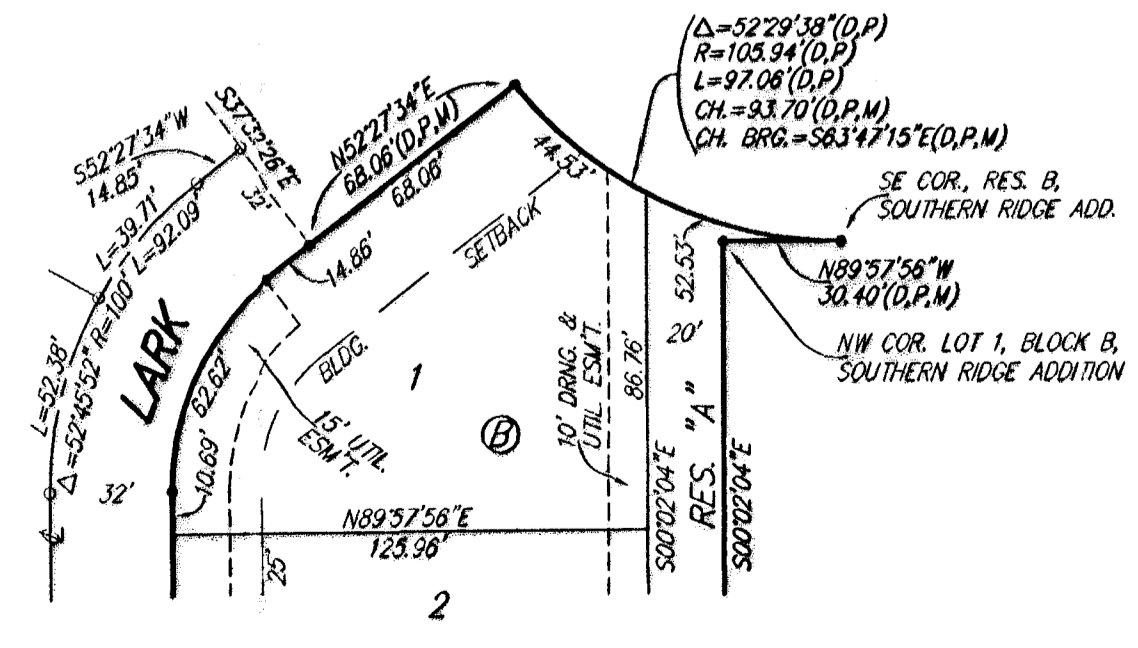 Δ=52°29'38"(D,P)
R=105.94'(D,P)
L=97.06'(D,P)
CH.=93.70'(D,P,M)
CH. BRG.=S63°47'15"E(D,P,M)
S52°27'34"W
14.85'
S37°32'26"E
32'
N52°27'34"E
68.06'(D,P,M)
68.06'
44.53'
SE COR., RES. B,
SOUTHERN RIDGE ADD.
L=39.71'
L=92.09'
R=100'
Δ=52°45'52"
L=52.38'
LARK
14.86'
SETBACK
BLDG.
52.53'
N89°57'56"W
30.40'(D,P,M)
20'
NW COR. LOT 1, BLOCK B,
SOUTHERN RIDGE ADDITION
62.62'
1
10' DRNG. &
UTIL ESM'T.
86.76'
RES. "A"
B
15' UTIL.
ESM'T.
10.69'
32'
N89°57'56"E
125.96'
S00°02'04"E
S00°02'04"E
25'
2